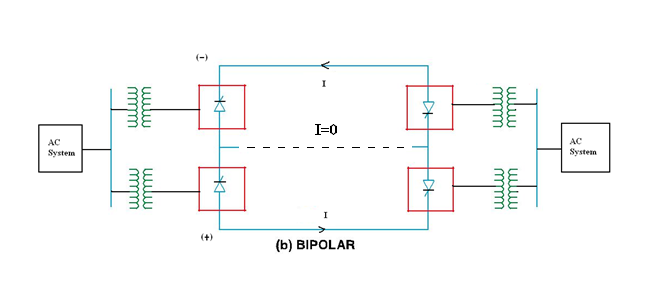 (-)
I
I=0
AC
System
AC
System
I
(+)
(b) BIPOLAR